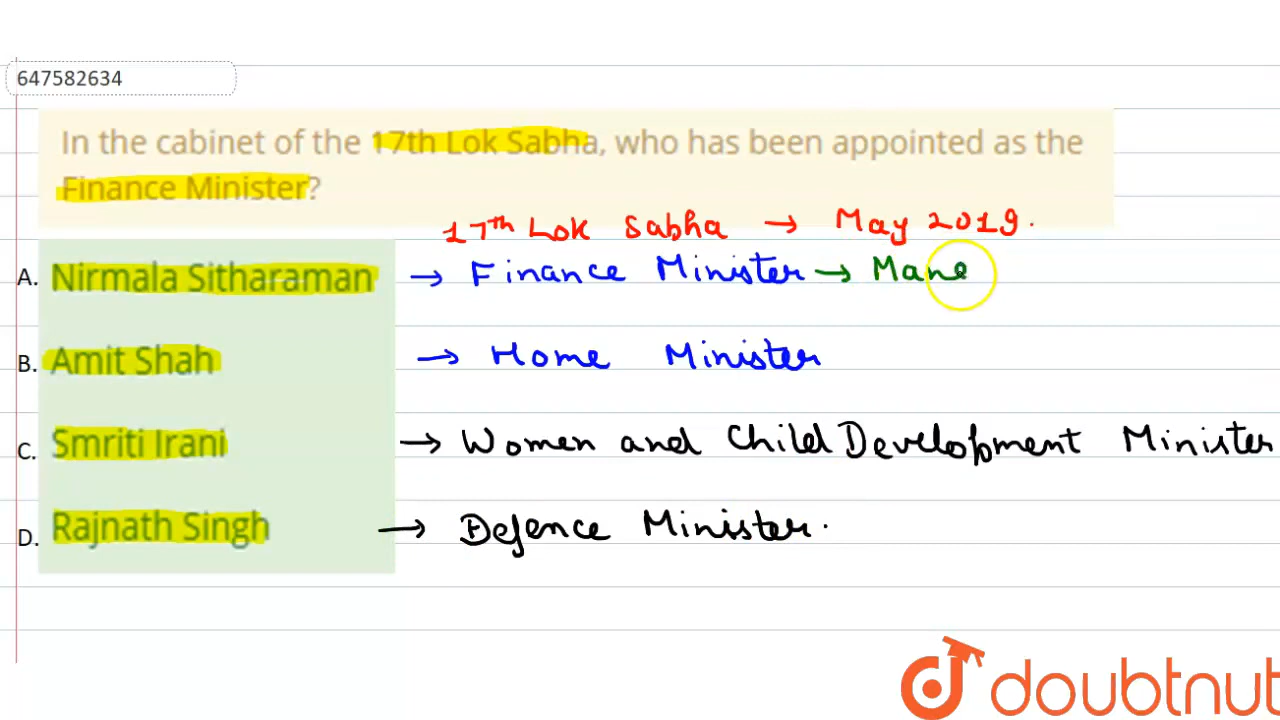 647582634
In the cabinet of the 17th Lok Sabha, who has been appointed as the
Finance Minister?
17th Lok Sabha → May 2019.
A. Nirmala Sitharaman → Finance Minister → Mane
B. Amit Shah → Home Minister
C. Smriti Irani → Women and Child Development Minister
D. Rajnath Singh → Defence Minister.
doubtnut